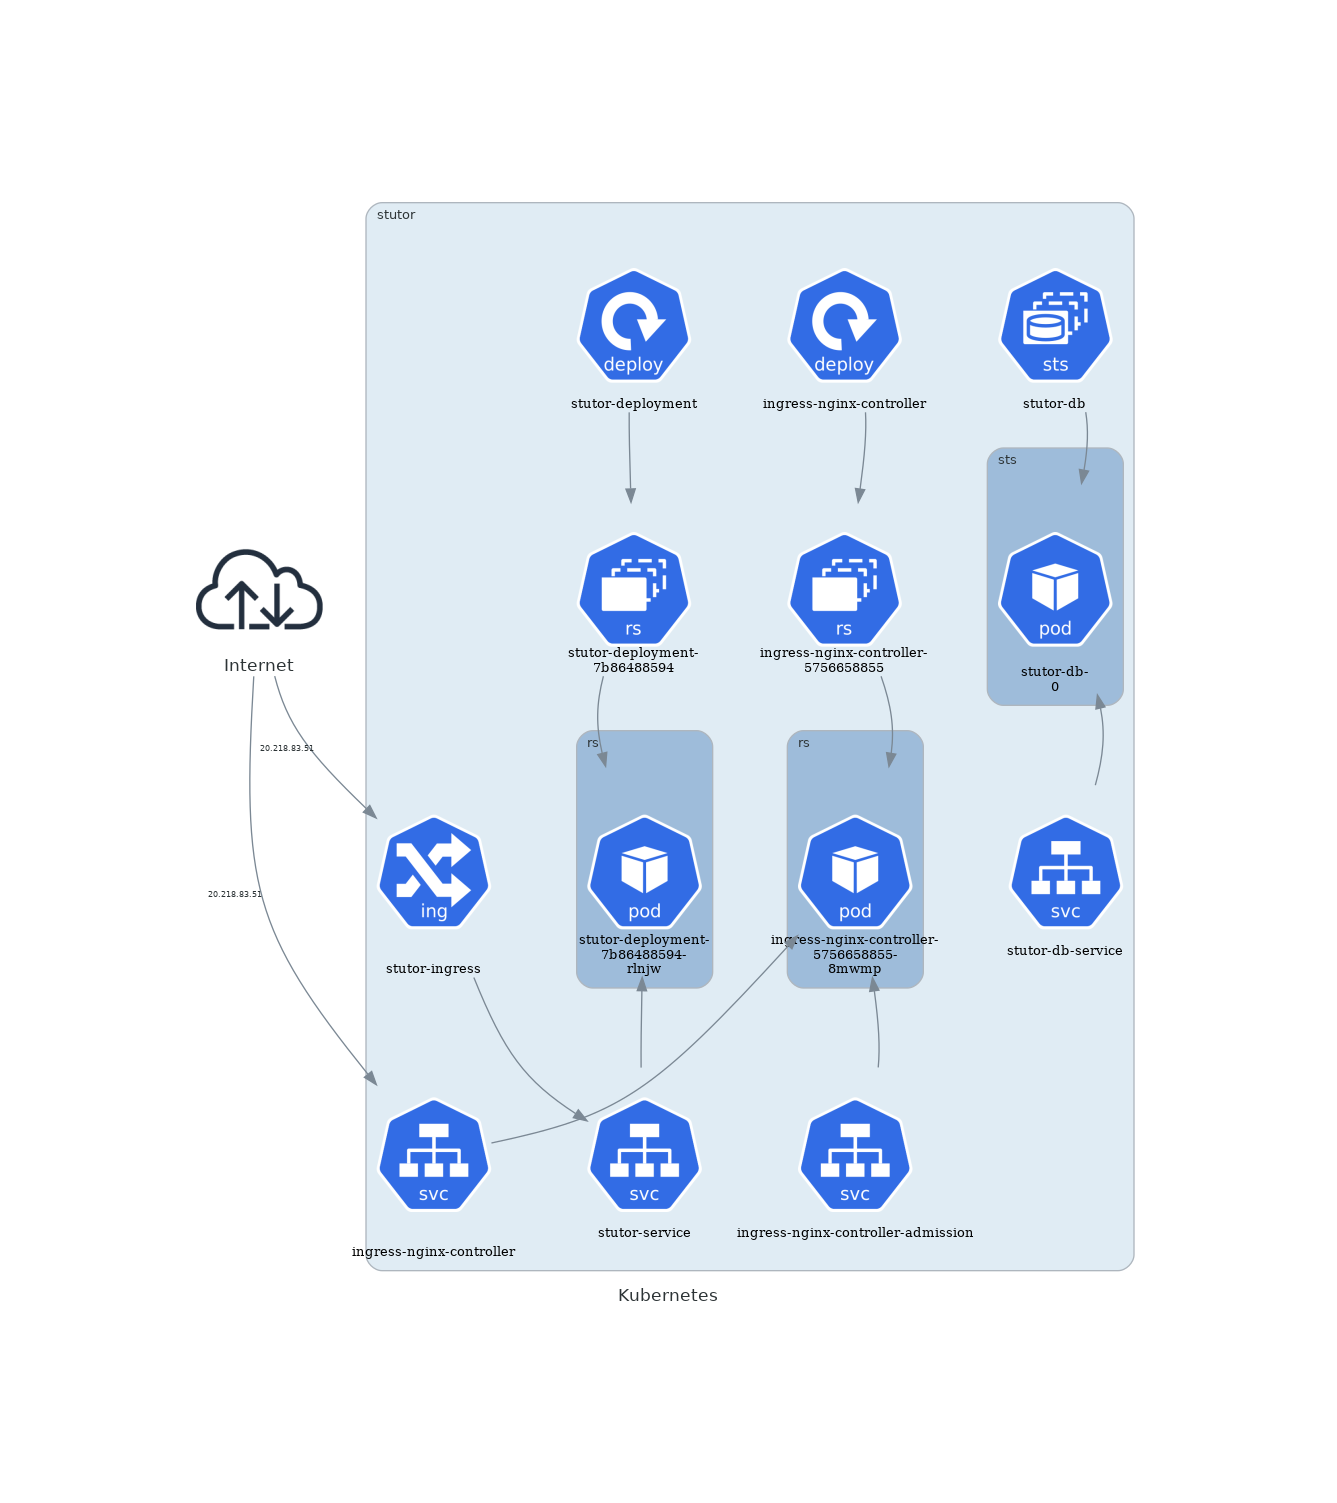 stutor
deploy
stutor-deployment
deploy
ingress-nginx-controller
sts
stutor-db
sts
rs
stutor-deployment-
7b86488594
rs
ingress-nginx-controller-
5756658855
pod
stutor-db-
0
Internet
20.218.83.51
20.218.83.51
rs
rs
ing
stutor-ingress
pod
stutor-deployment-
7b86488594-
rlnjw
pod
ingress-nginx-controller-
5756658855-
8mwmp
svc
stutor-db-service
svc
ingress-nginx-controller
svc
stutor-service
svc
ingress-nginx-controller-admission
Kubernetes